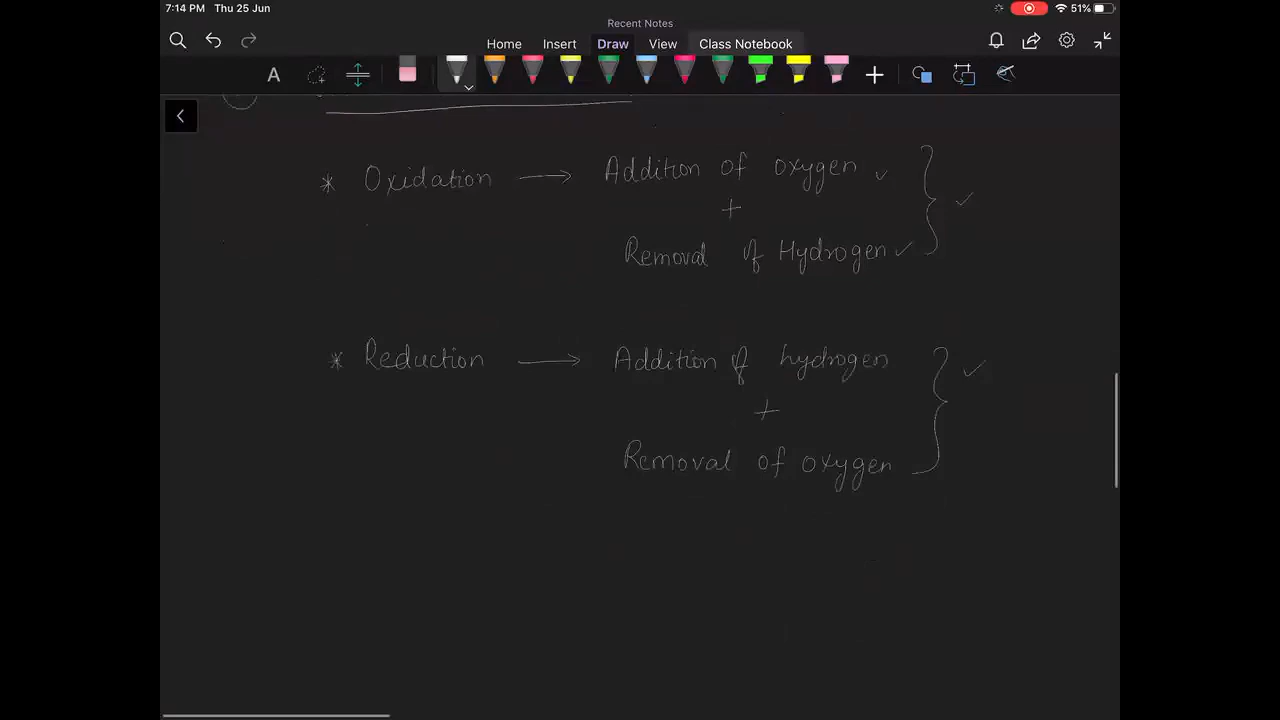 7:14 PM Thu 25 Jun
51%
Recent Notes
Home Insert Draw View Class Notebook
A
* Oxidation → Addition of oxygen ✓
+
Removal of Hydrogen ✓
* Reduction → Addition of hydrogen
+
Removal of oxygen